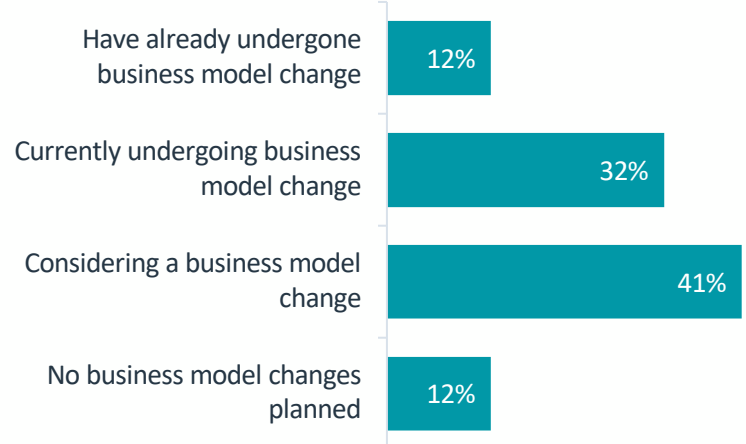 Have already undergone
business model change
12%
Currently undergoing business
model change
32%
Considering a business model
change
41%
No business model changes
planned
12%